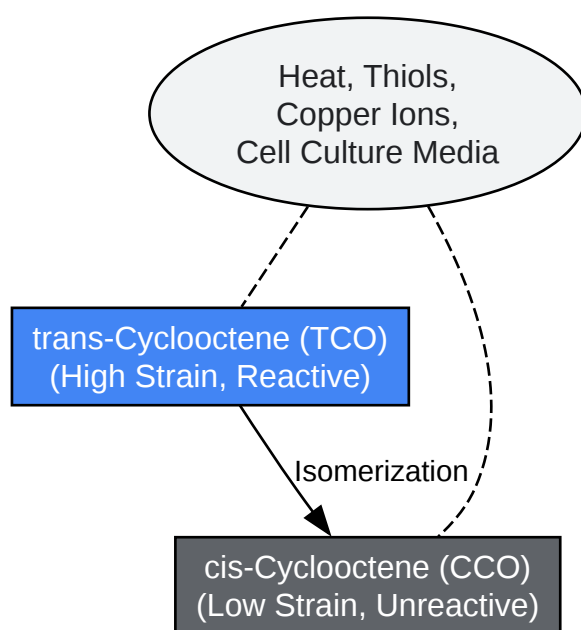 Heat, Thiols,
Copper Ions,
Cell Culture Media
trans-Cyclooctene (TCO)
(High Strain, Reactive)
Isomerization
cis-Cyclooctene (CCO)
(Low Strain, Unreactive)